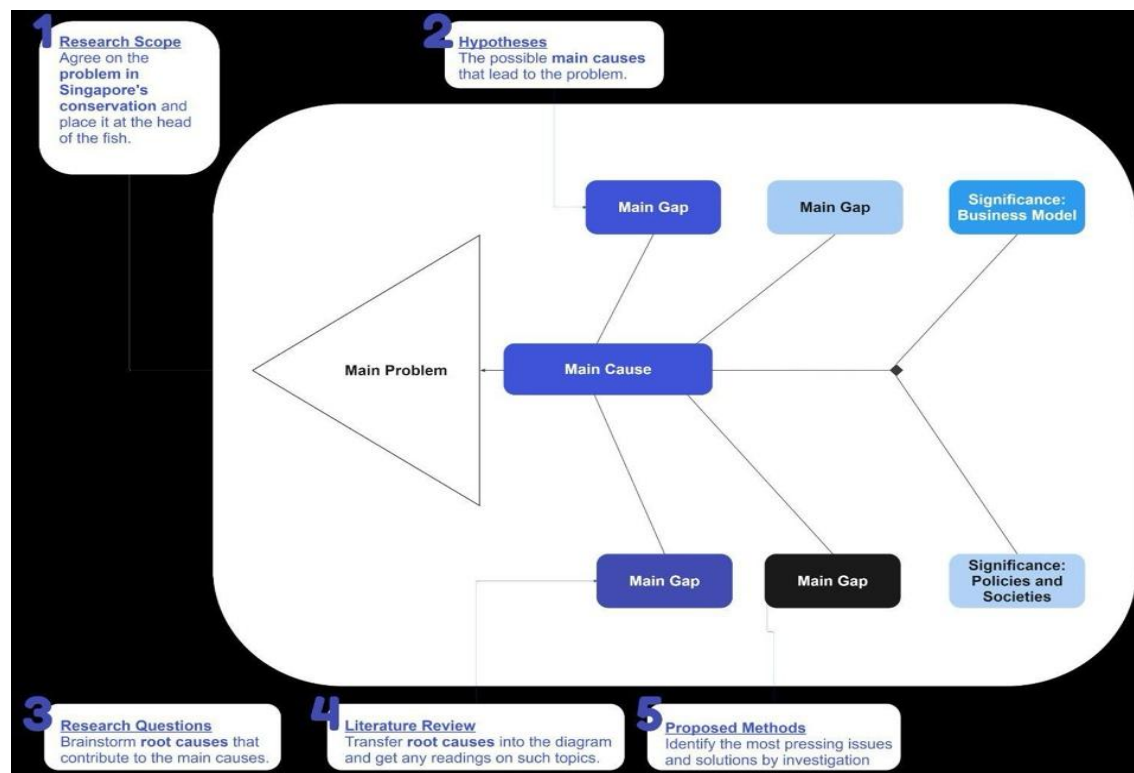 1
Research Scope
Agree on the
problem in
Singapore's
conservation and
place it at the head
of the fish.
2
Hypotheses
The possible main causes
that lead to the problem.
Main Gap
Main Gap
Significance:
Business Model
Main Problem
Main Cause
Main Gap
Main Gap
Significance:
Policies and
Societies
3
Research Questions
Brainstorm root causes that
contribute to the main causes.
4
Literature Review
Transfer root causes into the diagram
and get any readings on such topics.
5
Proposed Methods
Identify the most pressing issues
and solutions by investigation